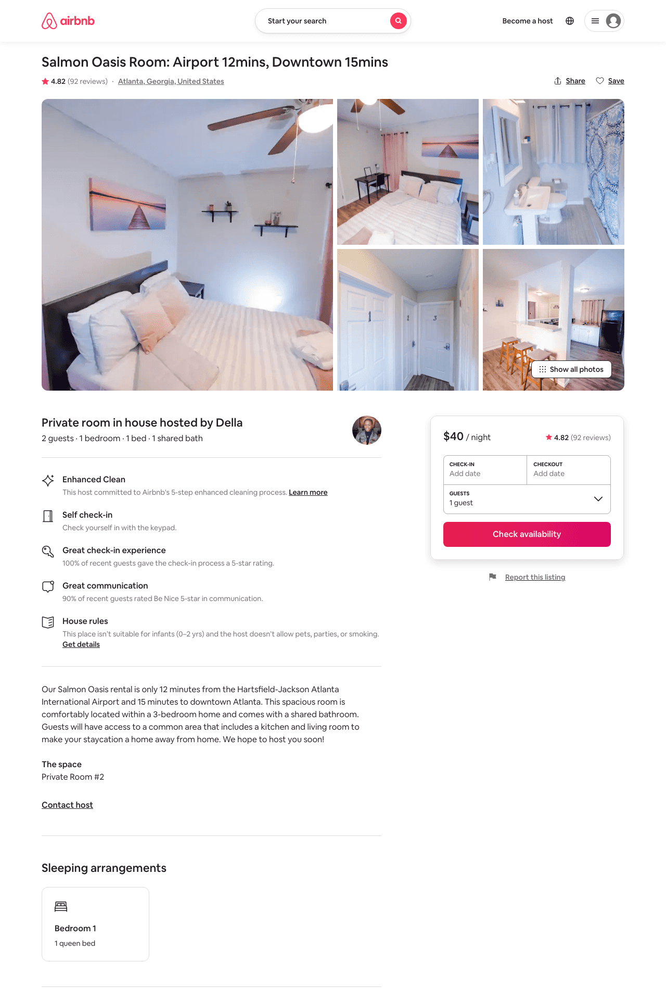 airbnb
Start your search
Become a host
Salmon Oasis Room: Airport 12mins, Downtown 15mins
4.82 (92 reviews) · Atlanta, Georgia, United States
Share
Save
1
2
3
Show all photos
Private room in house hosted by Della
2 guests · 1 bedroom · 1 bed · 1 shared bath
Enhanced Clean
This host committed to Airbnb's 5-step enhanced cleaning process. Learn more
Self check-in
Check yourself in with the keypad.
Great check-in experience
100% of recent guests gave the check-in process a 5-star rating.
Great communication
90% of recent guests rated Be Nice 5-star in communication.
House rules
This place isn’t suitable for infants (0–2 yrs) and the host doesn’t allow pets, parties, or smoking.
Get details
$40 / night
4.82 (92 reviews)
CHECK-IN
Add date
CHECKOUT
Add date
GUESTS
1 guest
Check availability
Report this listing
Our Salmon Oasis rental is only 12 minutes from the Hartsfield-Jackson Atlanta
International Airport and 15 minutes to downtown Atlanta. This spacious room is
comfortably located within a 3-bedroom home and comes with a shared bathroom.
Guests will have access to a common area that includes a kitchen and living room to
make your staycation a home away from home. We hope to host you soon!
The space
Private Room #2
Contact host
Sleeping arrangements
Bedroom 1
1 queen bed